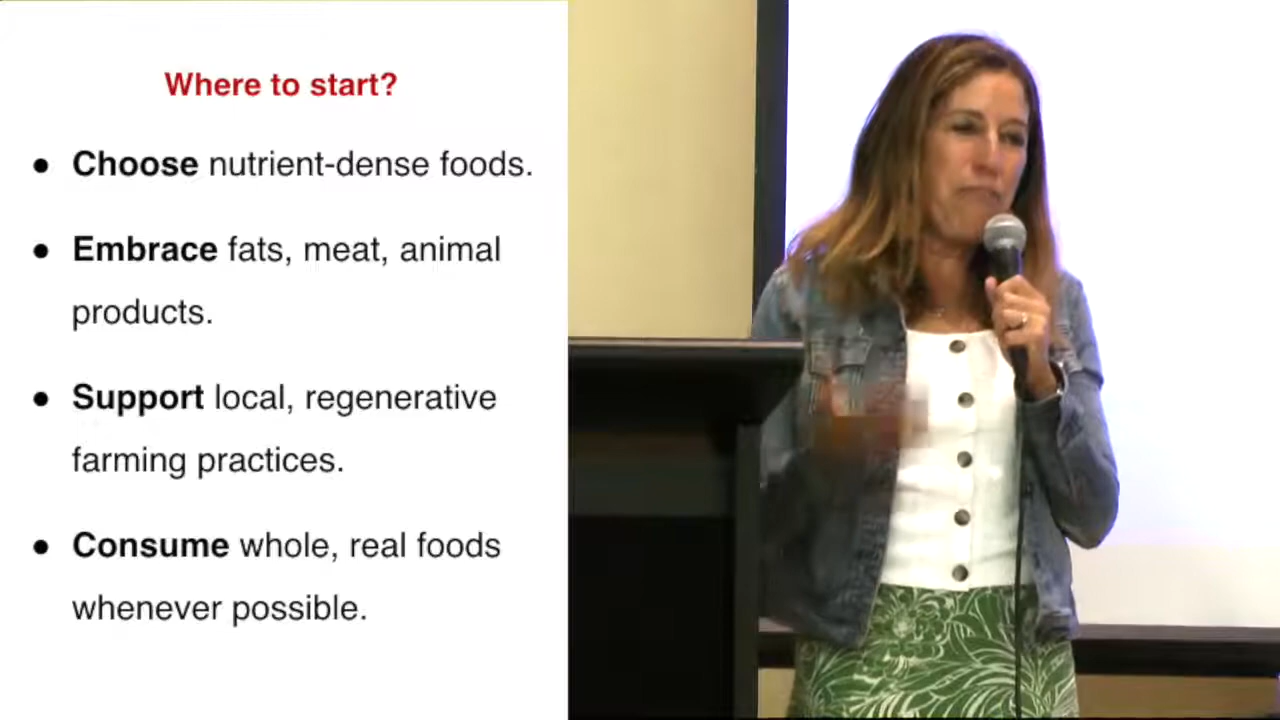 Where to start?
● Choose nutrient-dense foods.
● Embrace fats, meat, animal
products.
● Support local, regenerative
farming practices.
● Consume whole, real foods
whenever possible.